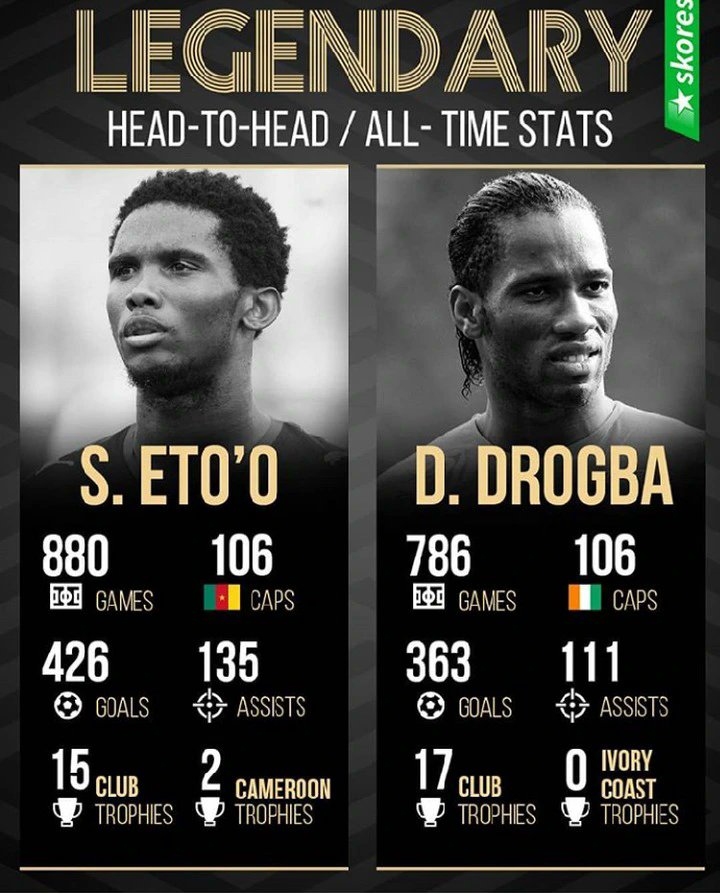 LEGENDARY
skores
HEAD-TO-HEAD / ALL- TIME STATS
S. ETO'O
880
GAMES
106
CAPS
426
GOALS
135
ASSISTS
15 CLUB
TROPHIES
2 CAMEROON
TROPHIES
D. DROGBA
786
GAMES
106
CAPS
363
GOALS
111
ASSISTS
17 CLUB
TROPHIES
0 IVORY
COAST
TROPHIES